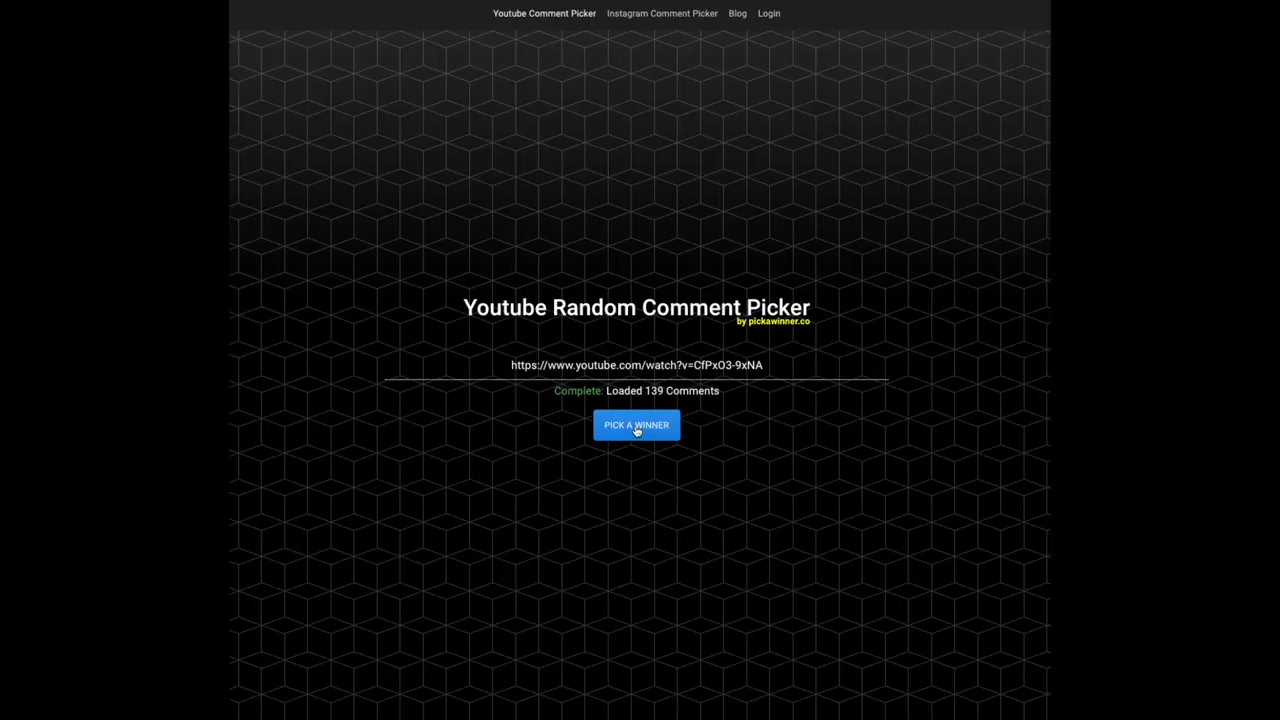 Youtube Comment Picker Instagram Comment Picker Blog Login
Youtube Random Comment Picker
by pickawinner.co
https://www.youtube.com/watch?v=CfPxO3-9xNA
Complete: Loaded 139 Comments
PICK A WINNER